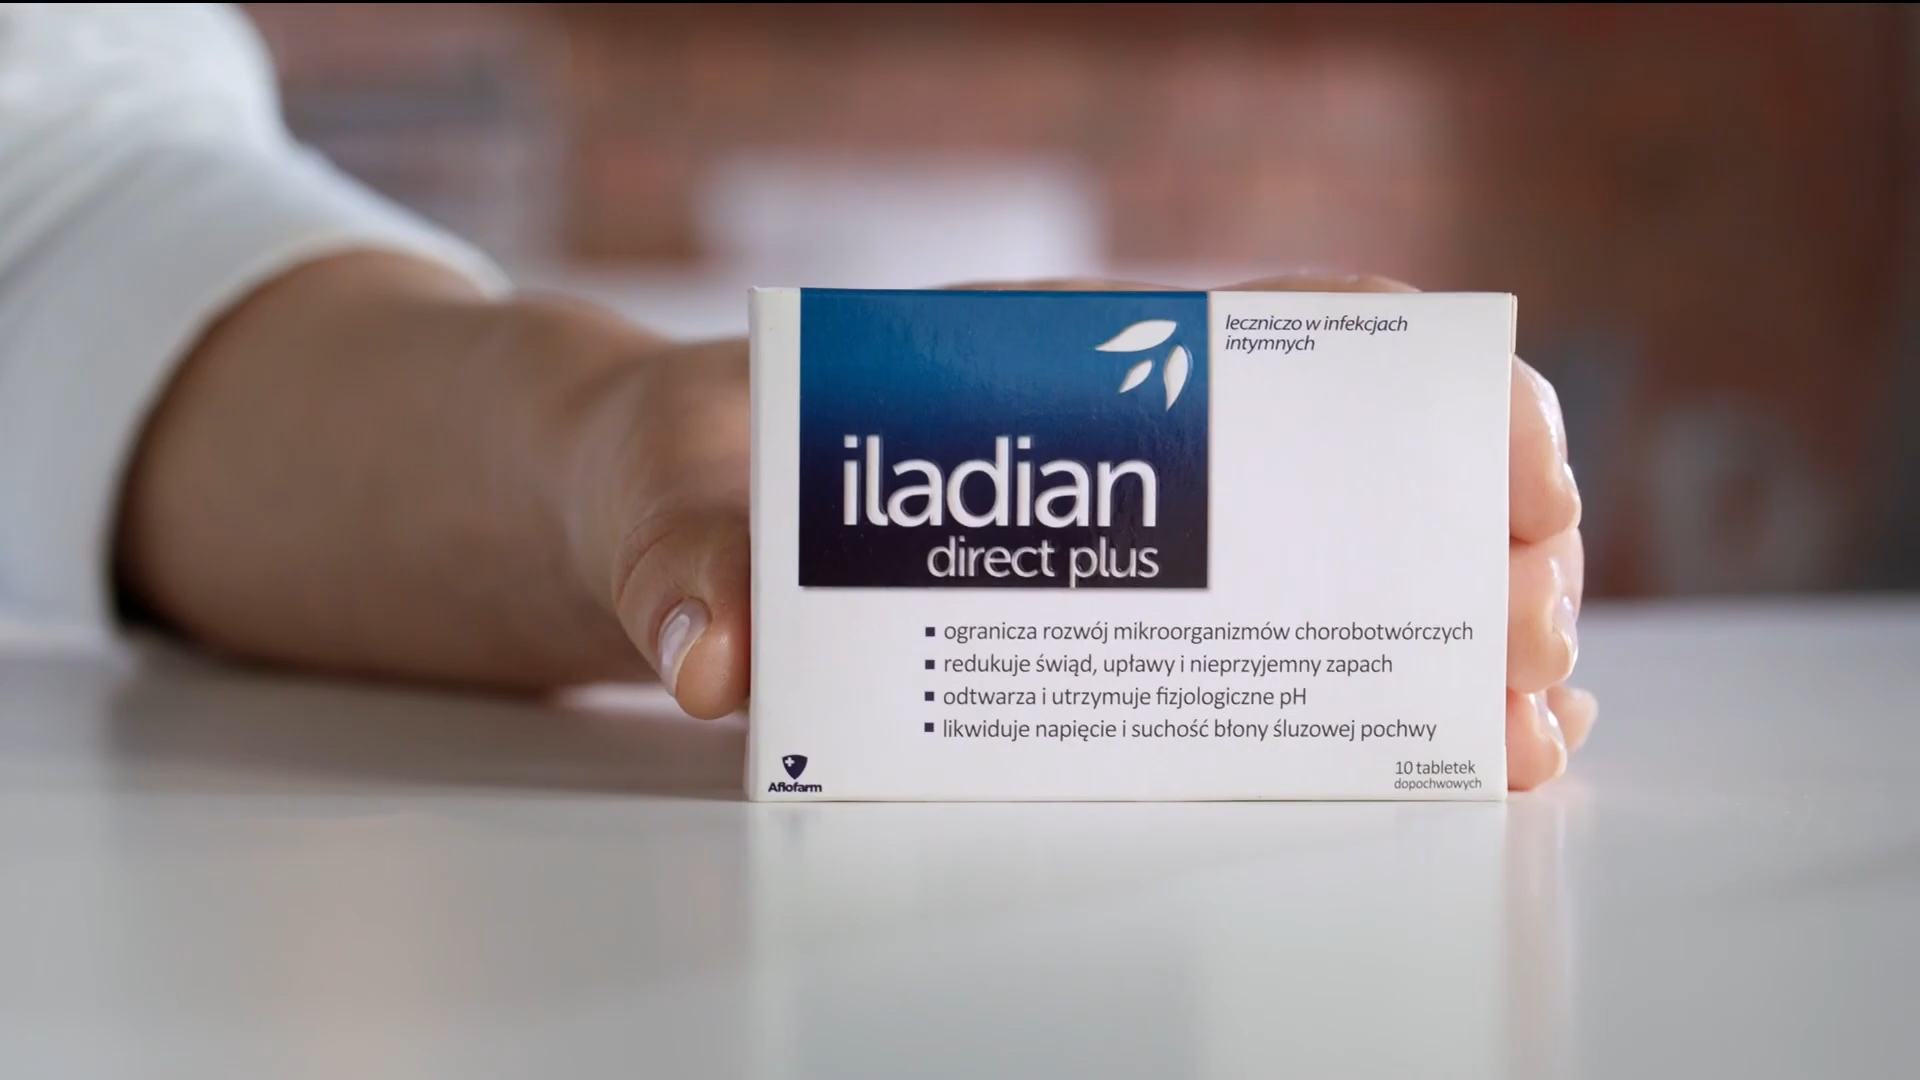 leczniczo w infekcjach
intymnych
iladian
direct plus
▪ ogranicza rozwój mikroorganizmów chorobotwórczych
▪ redukuje świąd, upławy i nieprzyjemny zapach
▪ odtwarza i utrzymuje fizjologiczne pH
▪ likwiduje napięcie i suchość błony śluzowej pochwy
10 tabletek
dopochwowych
Aflofarm